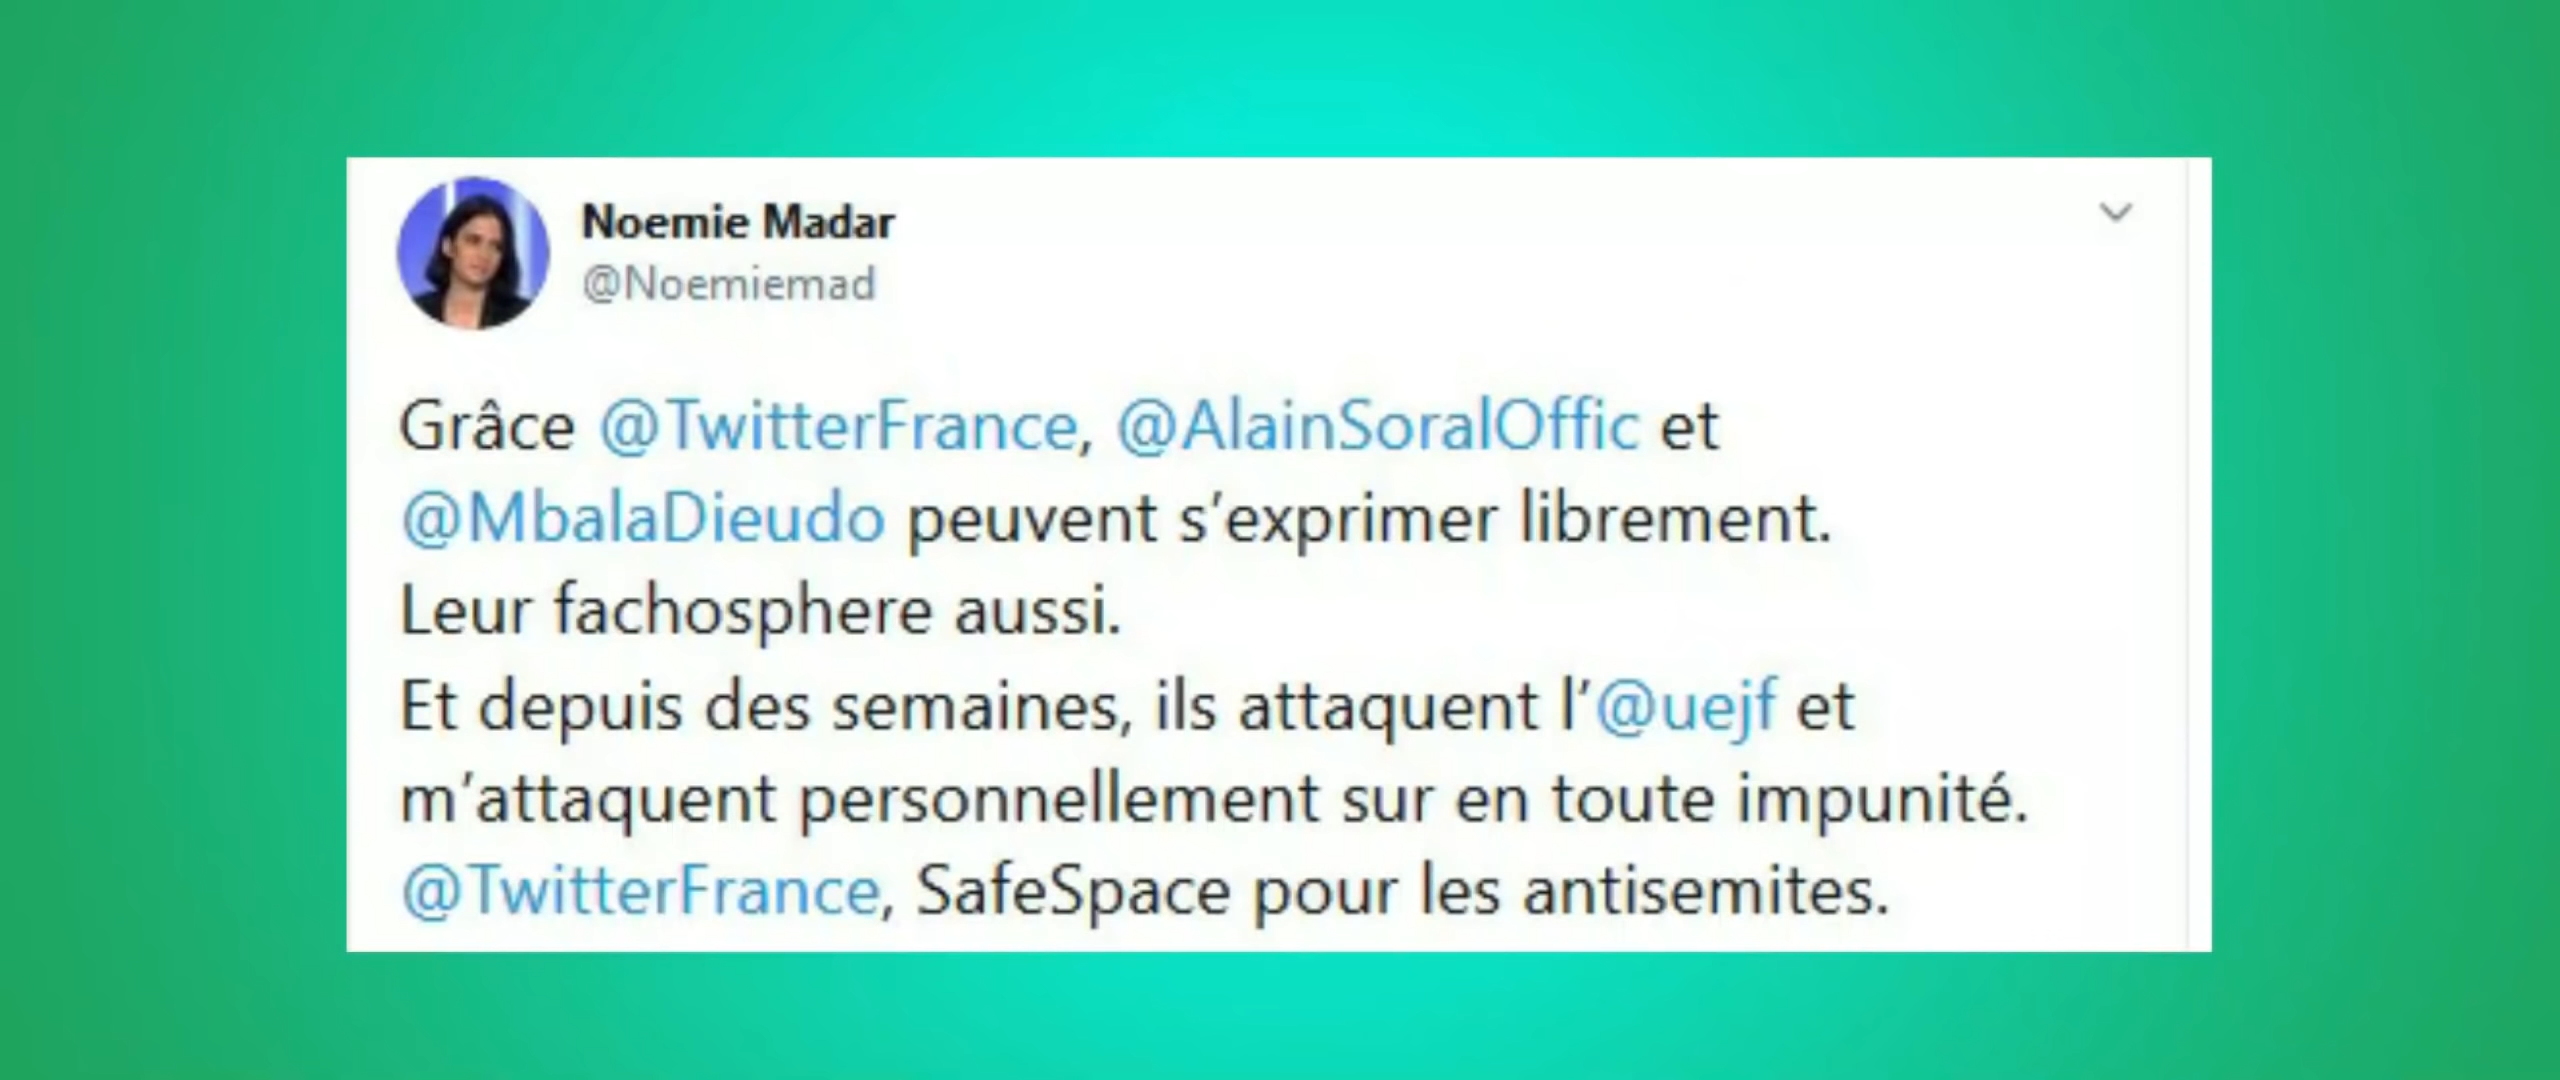 Noemie Madar
@Noemiemad
Grâce @TwitterFrance, @AlainSoralOffic et
@MbalaDieudo peuvent s’exprimer librement.
Leur fachosphere aussi.
Et depuis des semaines, ils attaquent l’@uejf et
m’attaquent personnellement sur en toute impunité.
@TwitterFrance, SafeSpace pour les antisemites.